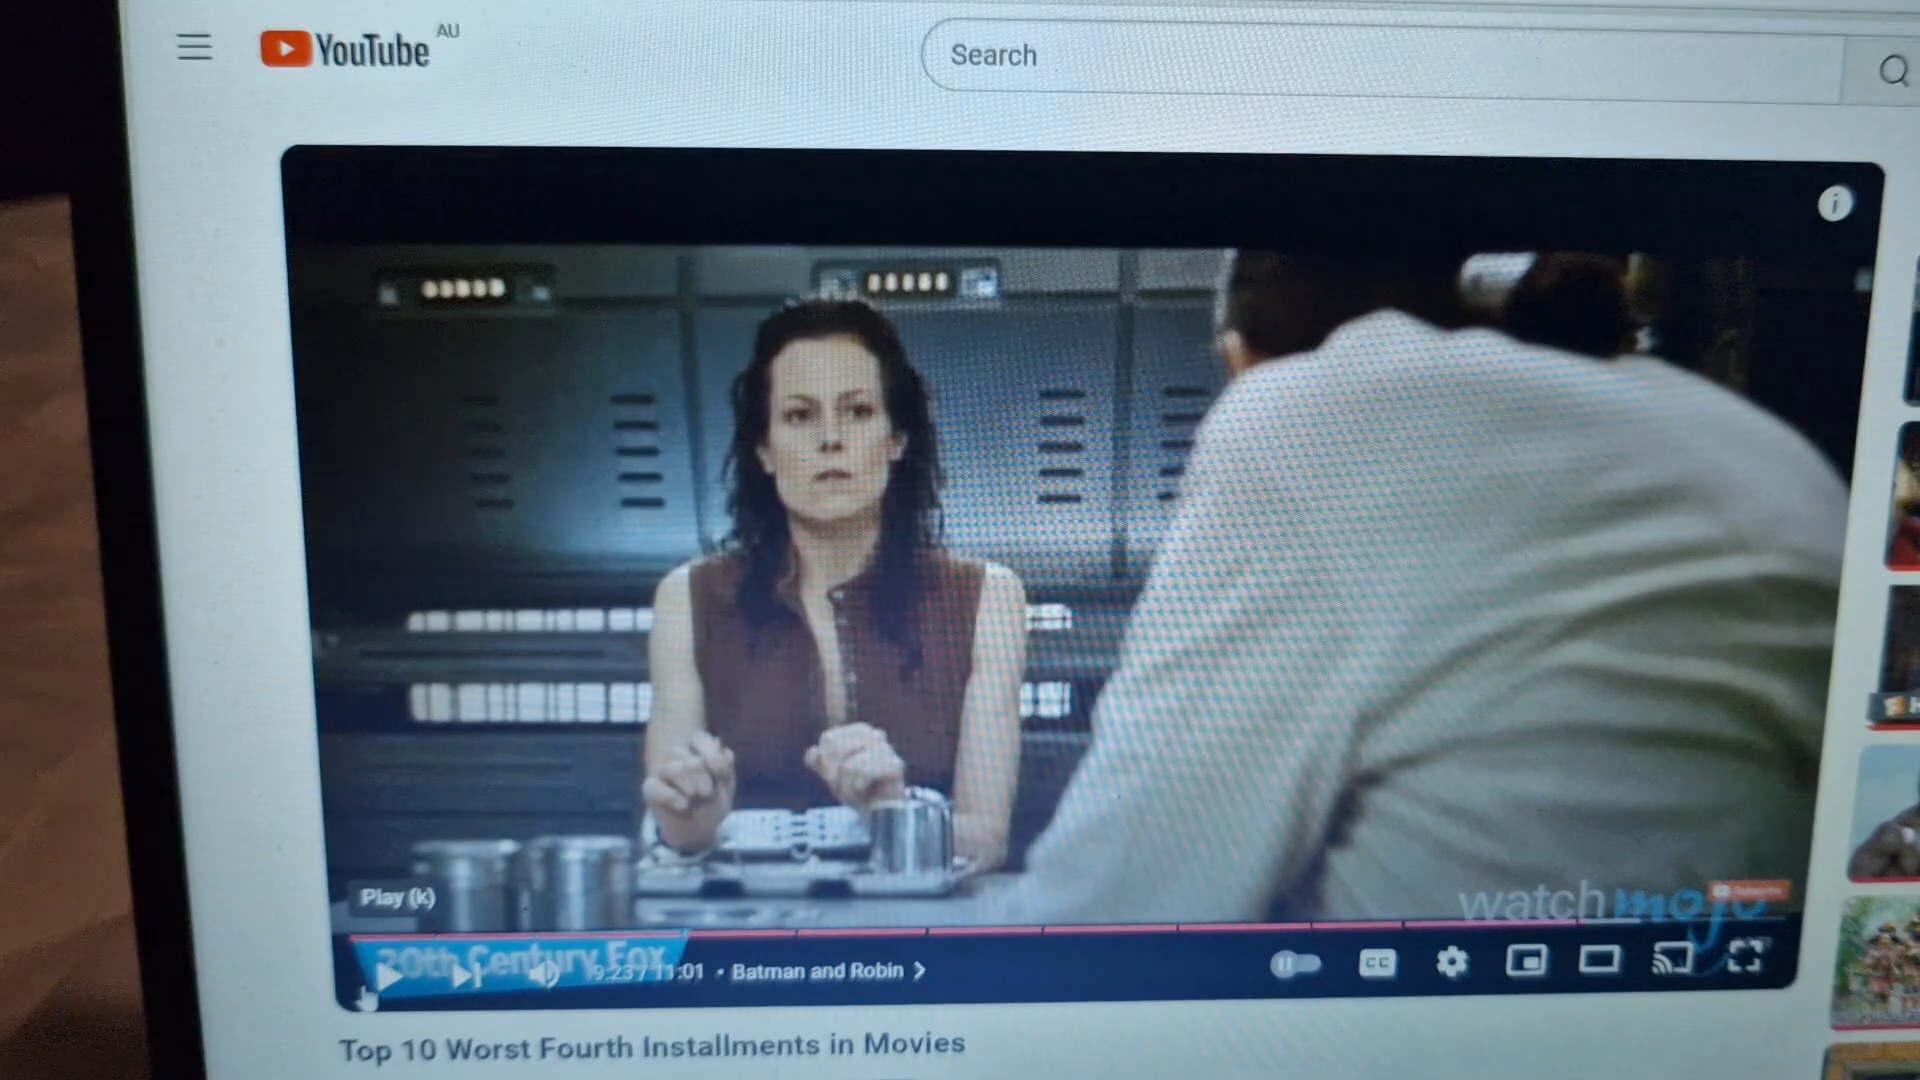 YouTube AU
Search
Play (k)
watchmojo
20th Century Fox
9:23 / 11:01 • Batman and Robin >
CC
Top 10 Worst Fourth Installments in Movies